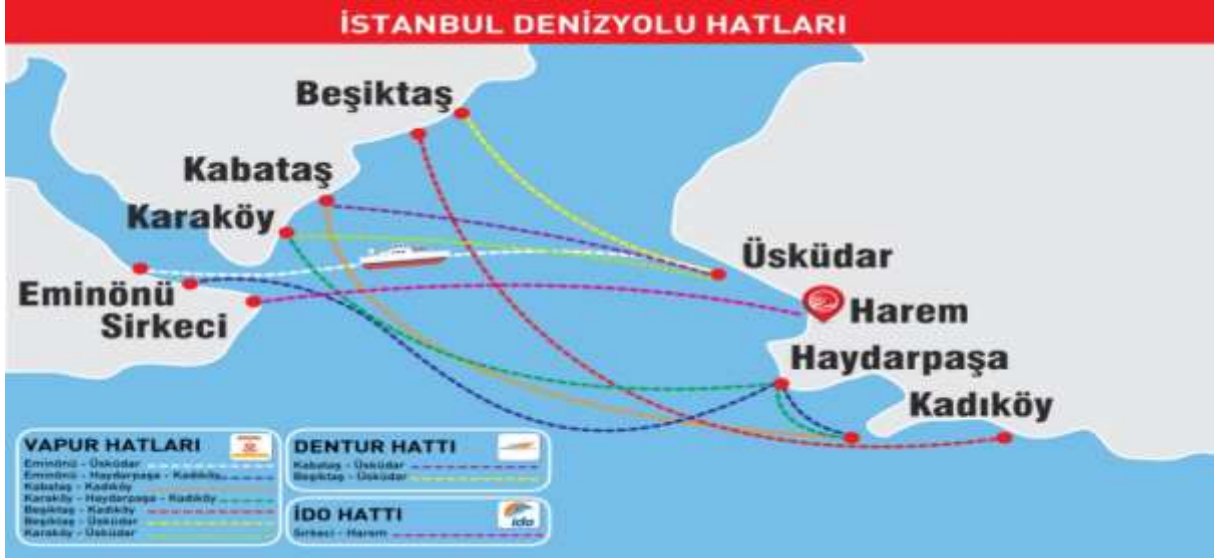 İSTANBUL DENİZYOLU HATLARI
Beşiktaş
Kabataş
Karaköy
Üsküdar
Eminönü
Harem
Sirkeci
Haydarpaşa
Kadıköy
VAPUR HATLARI
Eminönü - Üsküdar
Eminönü - Haydarpaşa - Kadıköy
Kabataş - Kadıköy
Karaköy - Haydarpaşa - Kadıköy
Beşiktaş - Kadıköy
Beşiktaş - Üsküdar
Karaköy - Üsküdar
DENTUR HATTI
Kabataş - Üsküdar
Beşiktaş - Üsküdar
İDO HATTI
ido
Sirkeci - Harem